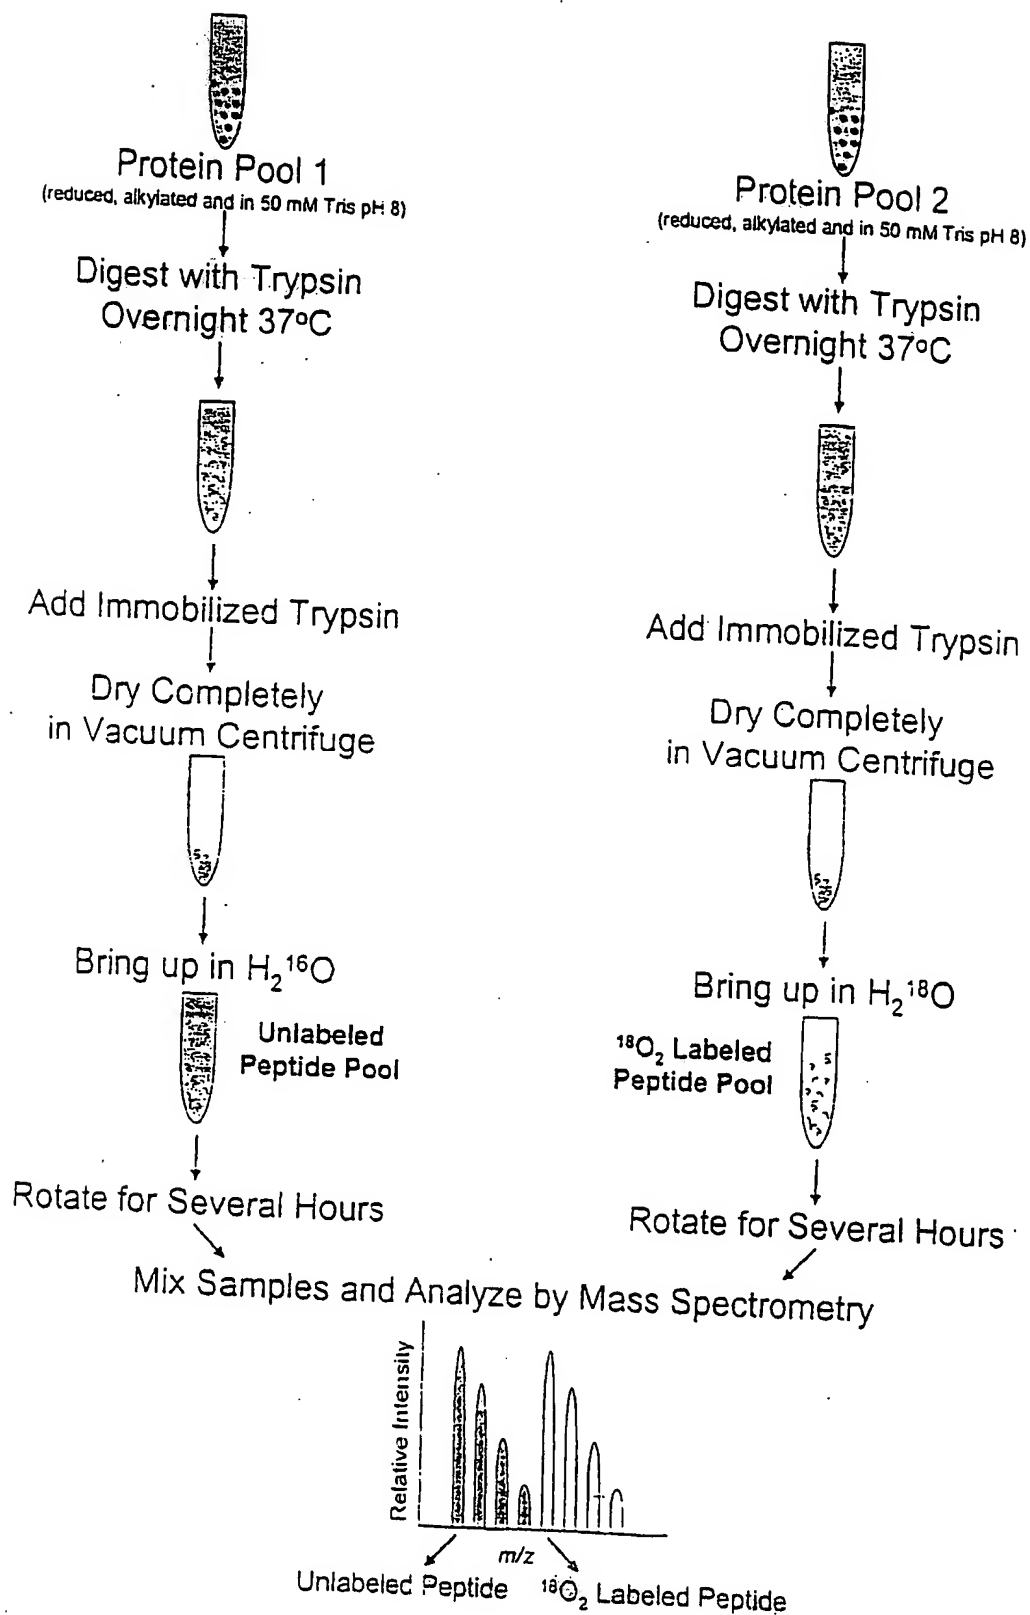 Protein Pool 1
(reduced, alkylated and in 50 mM Tris pH 8)
Digest with Trypsin
Overnight 37ºC
Add Immobilized Trypsin
Dry Completely
in Vacuum Centrifuge
Bring up in H₂¹⁶O
Unlabeled
Peptide Pool
Rotate for Several Hours
Protein Pool 2
(reduced, alkylated and in 50 mM Tris pH 8)
Digest with Trypsin
Overnight 37ºC
Add Immobilized Trypsin
Dry Completely
in Vacuum Centrifuge
Bring up in H₂¹⁸O
¹⁸O₂ Labeled
Peptide Pool
Rotate for Several Hours
Mix Samples and Analyze by Mass Spectrometry
Relative Intensity
m/z
Unlabeled Peptide
¹⁸O₂ Labeled Peptide